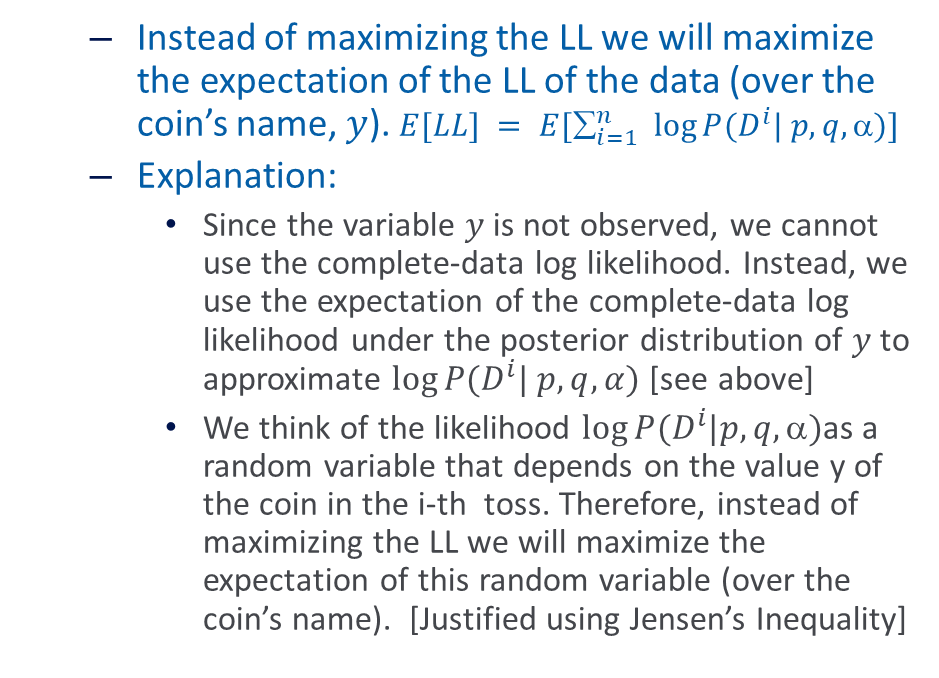 – Instead of maximizing the LL we will maximize
the expectation of the LL of the data (over the
coin's name, 𝑦). 𝐸[𝐿𝐿] = 𝐸[∑ⁿᵢ₌₁ log 𝑃(𝐷ⁱ| 𝑝, 𝑞, α)]
– Explanation:
• Since the variable 𝑦 is not observed, we cannot
use the complete-data log likelihood. Instead, we
use the expectation of the complete-data log
likelihood under the posterior distribution of 𝑦 to
approximate log 𝑃(𝐷ⁱ| 𝑝, 𝑞, 𝛼) [see above]
• We think of the likelihood log 𝑃(𝐷ⁱ|𝑝, 𝑞, α)as a
random variable that depends on the value y of
the coin in the i-th toss. Therefore, instead of
maximizing the LL we will maximize the
expectation of this random variable (over the
coin's name). [Justified using Jensen's Inequality]